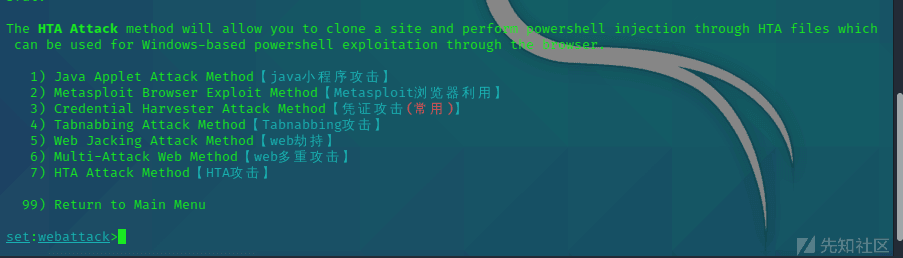 The HTA Attack method will allow you to clone a site and perform powershell injection through HTA files which
can be used for Windows-based powershell exploitation through the browser.
1) Java Applet Attack Method【java小程序攻击】
2) Metasploit Browser Exploit Method【Metasploit浏览器利用】
3) Credential Harvester Attack Method【凭证攻击(常用)】
4) Tabnabbing Attack Method【Tabnabbing攻击】
5) Web Jacking Attack Method【web劫持】
6) Multi-Attack Web Method【web多重攻击】
7) HTA Attack Method【HTA攻击】
99) Return to Main Menu
set:webattack>
先知社区